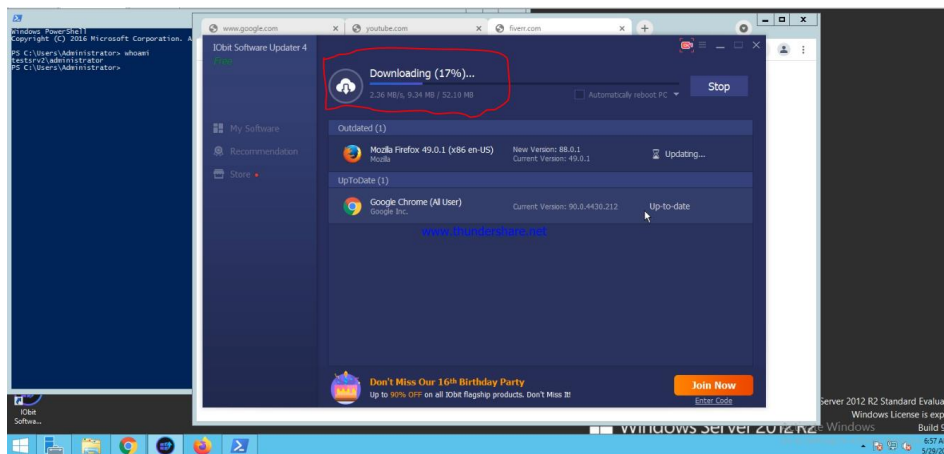 Windows PowerShell
Copyright (C) 2016 Microsoft Corporation. A
PS C:\Users\Administrator> whoami
testsrv2\administrator
PS C:\Users\Administrator>
www.google.com
youtube.com
fiverr.com
IObit Software Updater 4
Free
Downloading (17%)...
2.36 MB/s, 9.34 MB / 52.10 MB
Automatically reboot PC
Stop
My Software
Recommendation
Store
Outdated (1)
Mozilla Firefox 49.0.1 (x86 en-US)
Mozilla
New Version: 88.0.1
Current Version: 49.0.1
Updating...
UpToDate (1)
Google Chrome (All User)
Google Inc.
Current Version: 90.0.4430.212
Up-to-date
www.thundershare.net
Don't Miss Our 16th Birthday Party
Up to 90% OFF on all IObit flagship products. Don't Miss It!
Join Now
Enter Code
IObit
Softwa...
Server 2012 R2 Standard Evalua
Windows License is exp
Build 9
Windows Server 2012 R2
e Windows
6:57 A
5/29/2